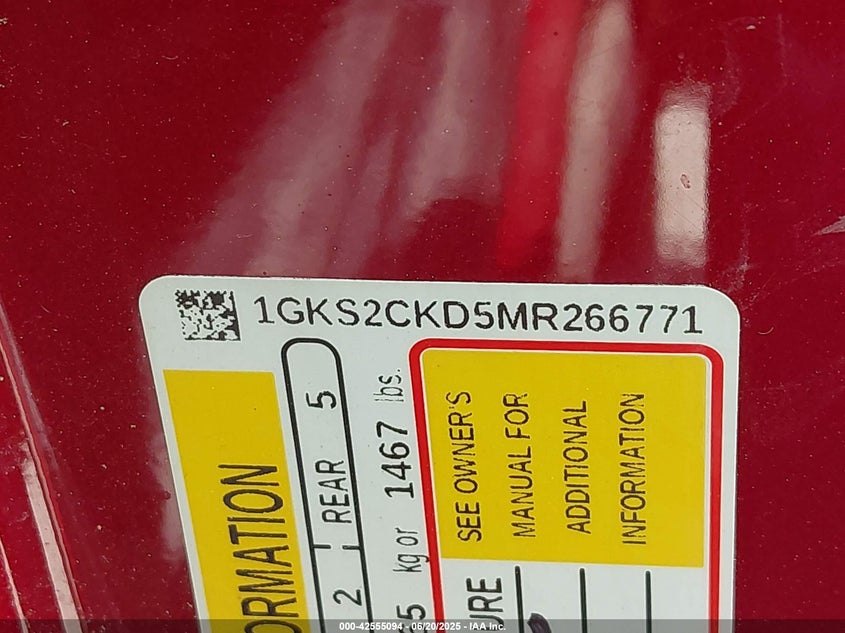 1GKS2CKD5MR266771
ORMATION
2 REAR 5
kg or 1467 lbs.
SEE OWNER'S
MANUAL FOR
ADDITIONAL
INFORMATION
000-42555094 - 06/20/2025 - IAA Inc.